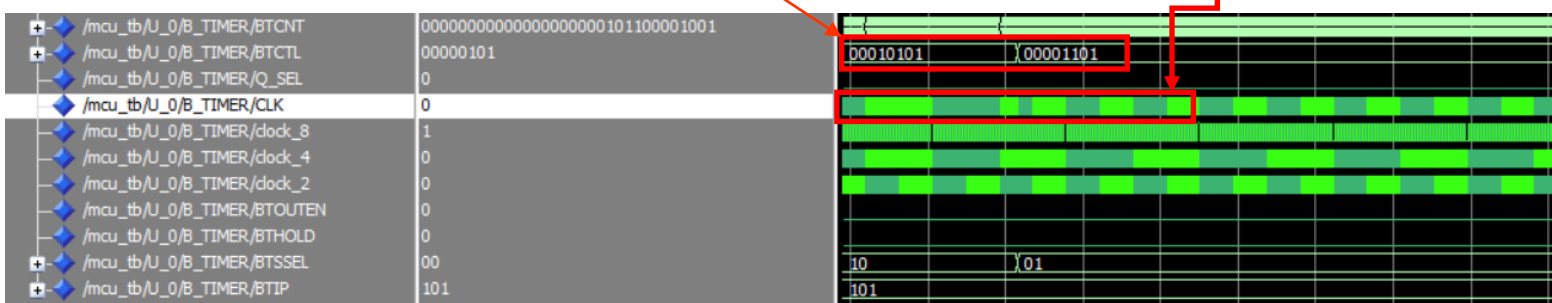 /mcu_tb/U_0/B_TIMER/BTCNT 00000000000000000000101100001001
/mcu_tb/U_0/B_TIMER/BTCTL 00000101 00010101 00001101
/mcu_tb/U_0/B_TIMER/Q_SEL 0
/mcu_tb/U_0/B_TIMER/CLK 0
/mcu_tb/U_0/B_TIMER/clock_8 1
/mcu_tb/U_0/B_TIMER/clock_4 0
/mcu_tb/U_0/B_TIMER/clock_2 0
/mcu_tb/U_0/B_TIMER/BTOUTEN 0
/mcu_tb/U_0/B_TIMER/BTHOLD 0
/mcu_tb/U_0/B_TIMER/BTSSEL 00 10 01
/mcu_tb/U_0/B_TIMER/BTIP 101 101